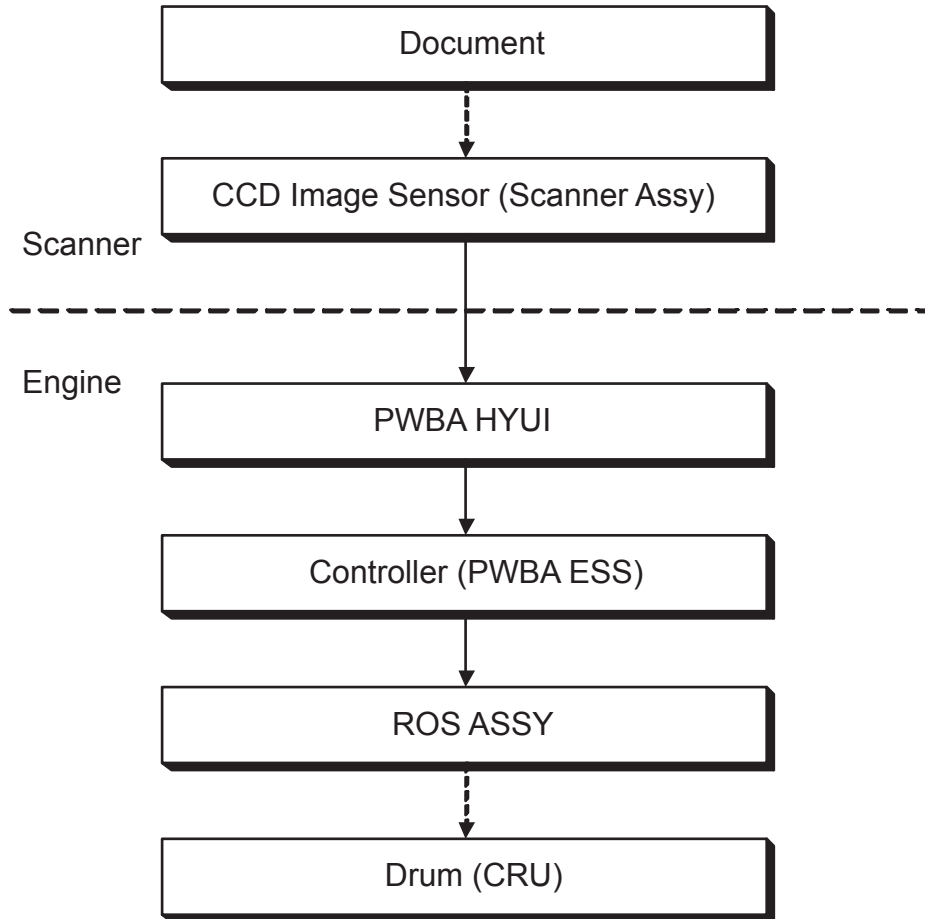 Document
CCD Image Sensor (Scanner Assy)
Scanner
Engine
PWBA HYUI
Controller (PWBA ESS)
ROS ASSY
Drum (CRU)